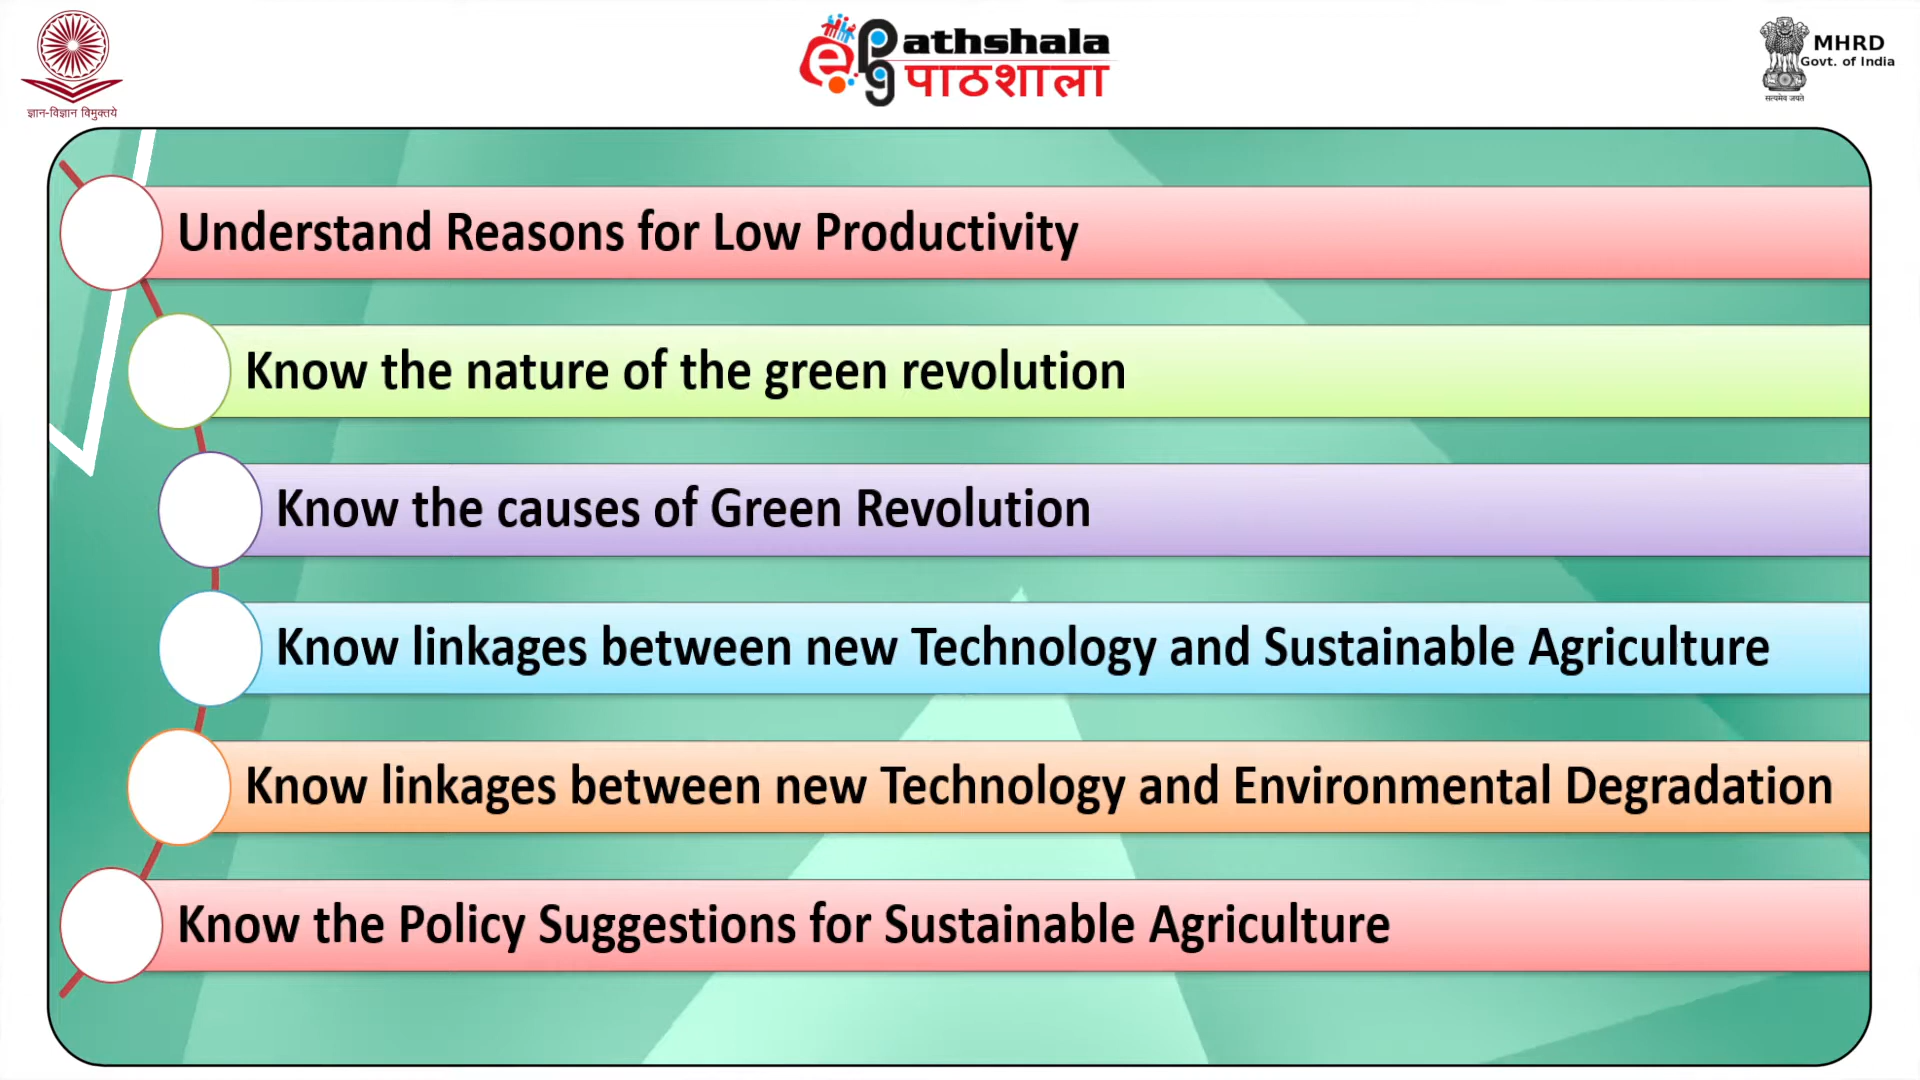 ज्ञान-विज्ञान विमुक्तये
e PG athshala
पाठशाला
MHRD
Govt. of India
सत्यमेव जयते
Understand Reasons for Low Productivity
Know the nature of the green revolution
Know the causes of Green Revolution
Know linkages between new Technology and Sustainable Agriculture
Know linkages between new Technology and Environmental Degradation
Know the Policy Suggestions for Sustainable Agriculture